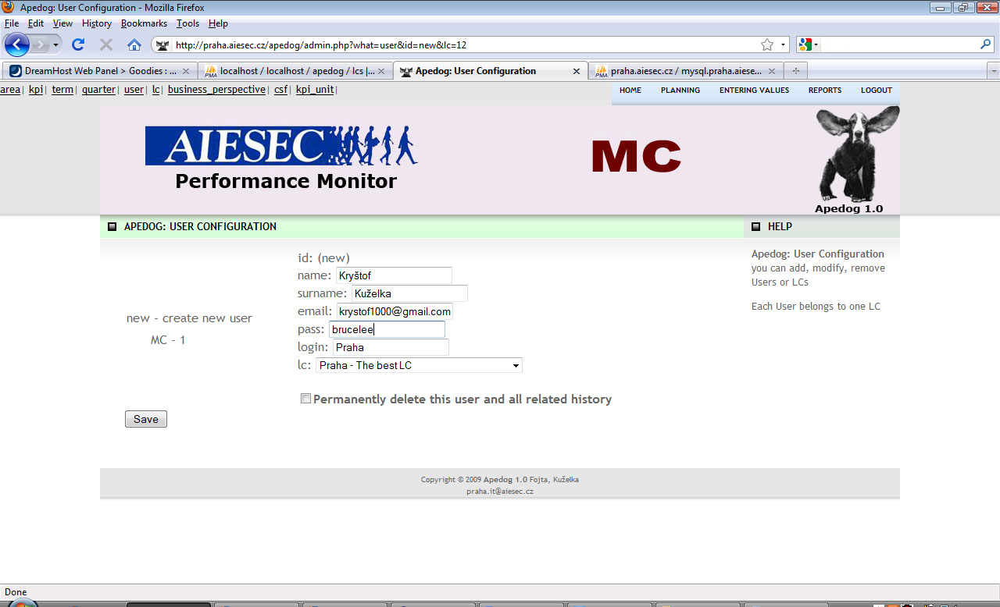 Apedog: User Configuration - Mozilla Firefox
File Edit View History Bookmarks Tools Help
http://praha.aiesec.cz/apedog/admin.php?what=user&id=new&lc=12
DreamHost Web Panel > Goodies : ...
localhost / localhost / apedog / lcs |...
Apedog: User Configuration
praha.aiesec.cz / mysql.praha.aiese...
area| kpi| term| quarter| user| lc| business_perspective| csf| kpi_unit|
HOME PLANNING ENTERING VALUES REPORTS LOGOUT
AIESEC
Performance Monitor
MC
Apedog 1.0
APEDOG: USER CONFIGURATION
new - create new user
MC - 1
id: (new)
name: Kryštof
surname: Kuželka
email: krystof1000@gmail.com
pass: brucelee
login: Praha
lc: Praha - The best LC
Permanently delete this user and all related history
Save
HELP
Apedog: User Configuration
you can add, modify, remove
Users or LCs
Each User belongs to one LC
Copyright © 2009 Apedog 1.0 Fojta, Kuželka
praha.it@aiesec.cz
Done